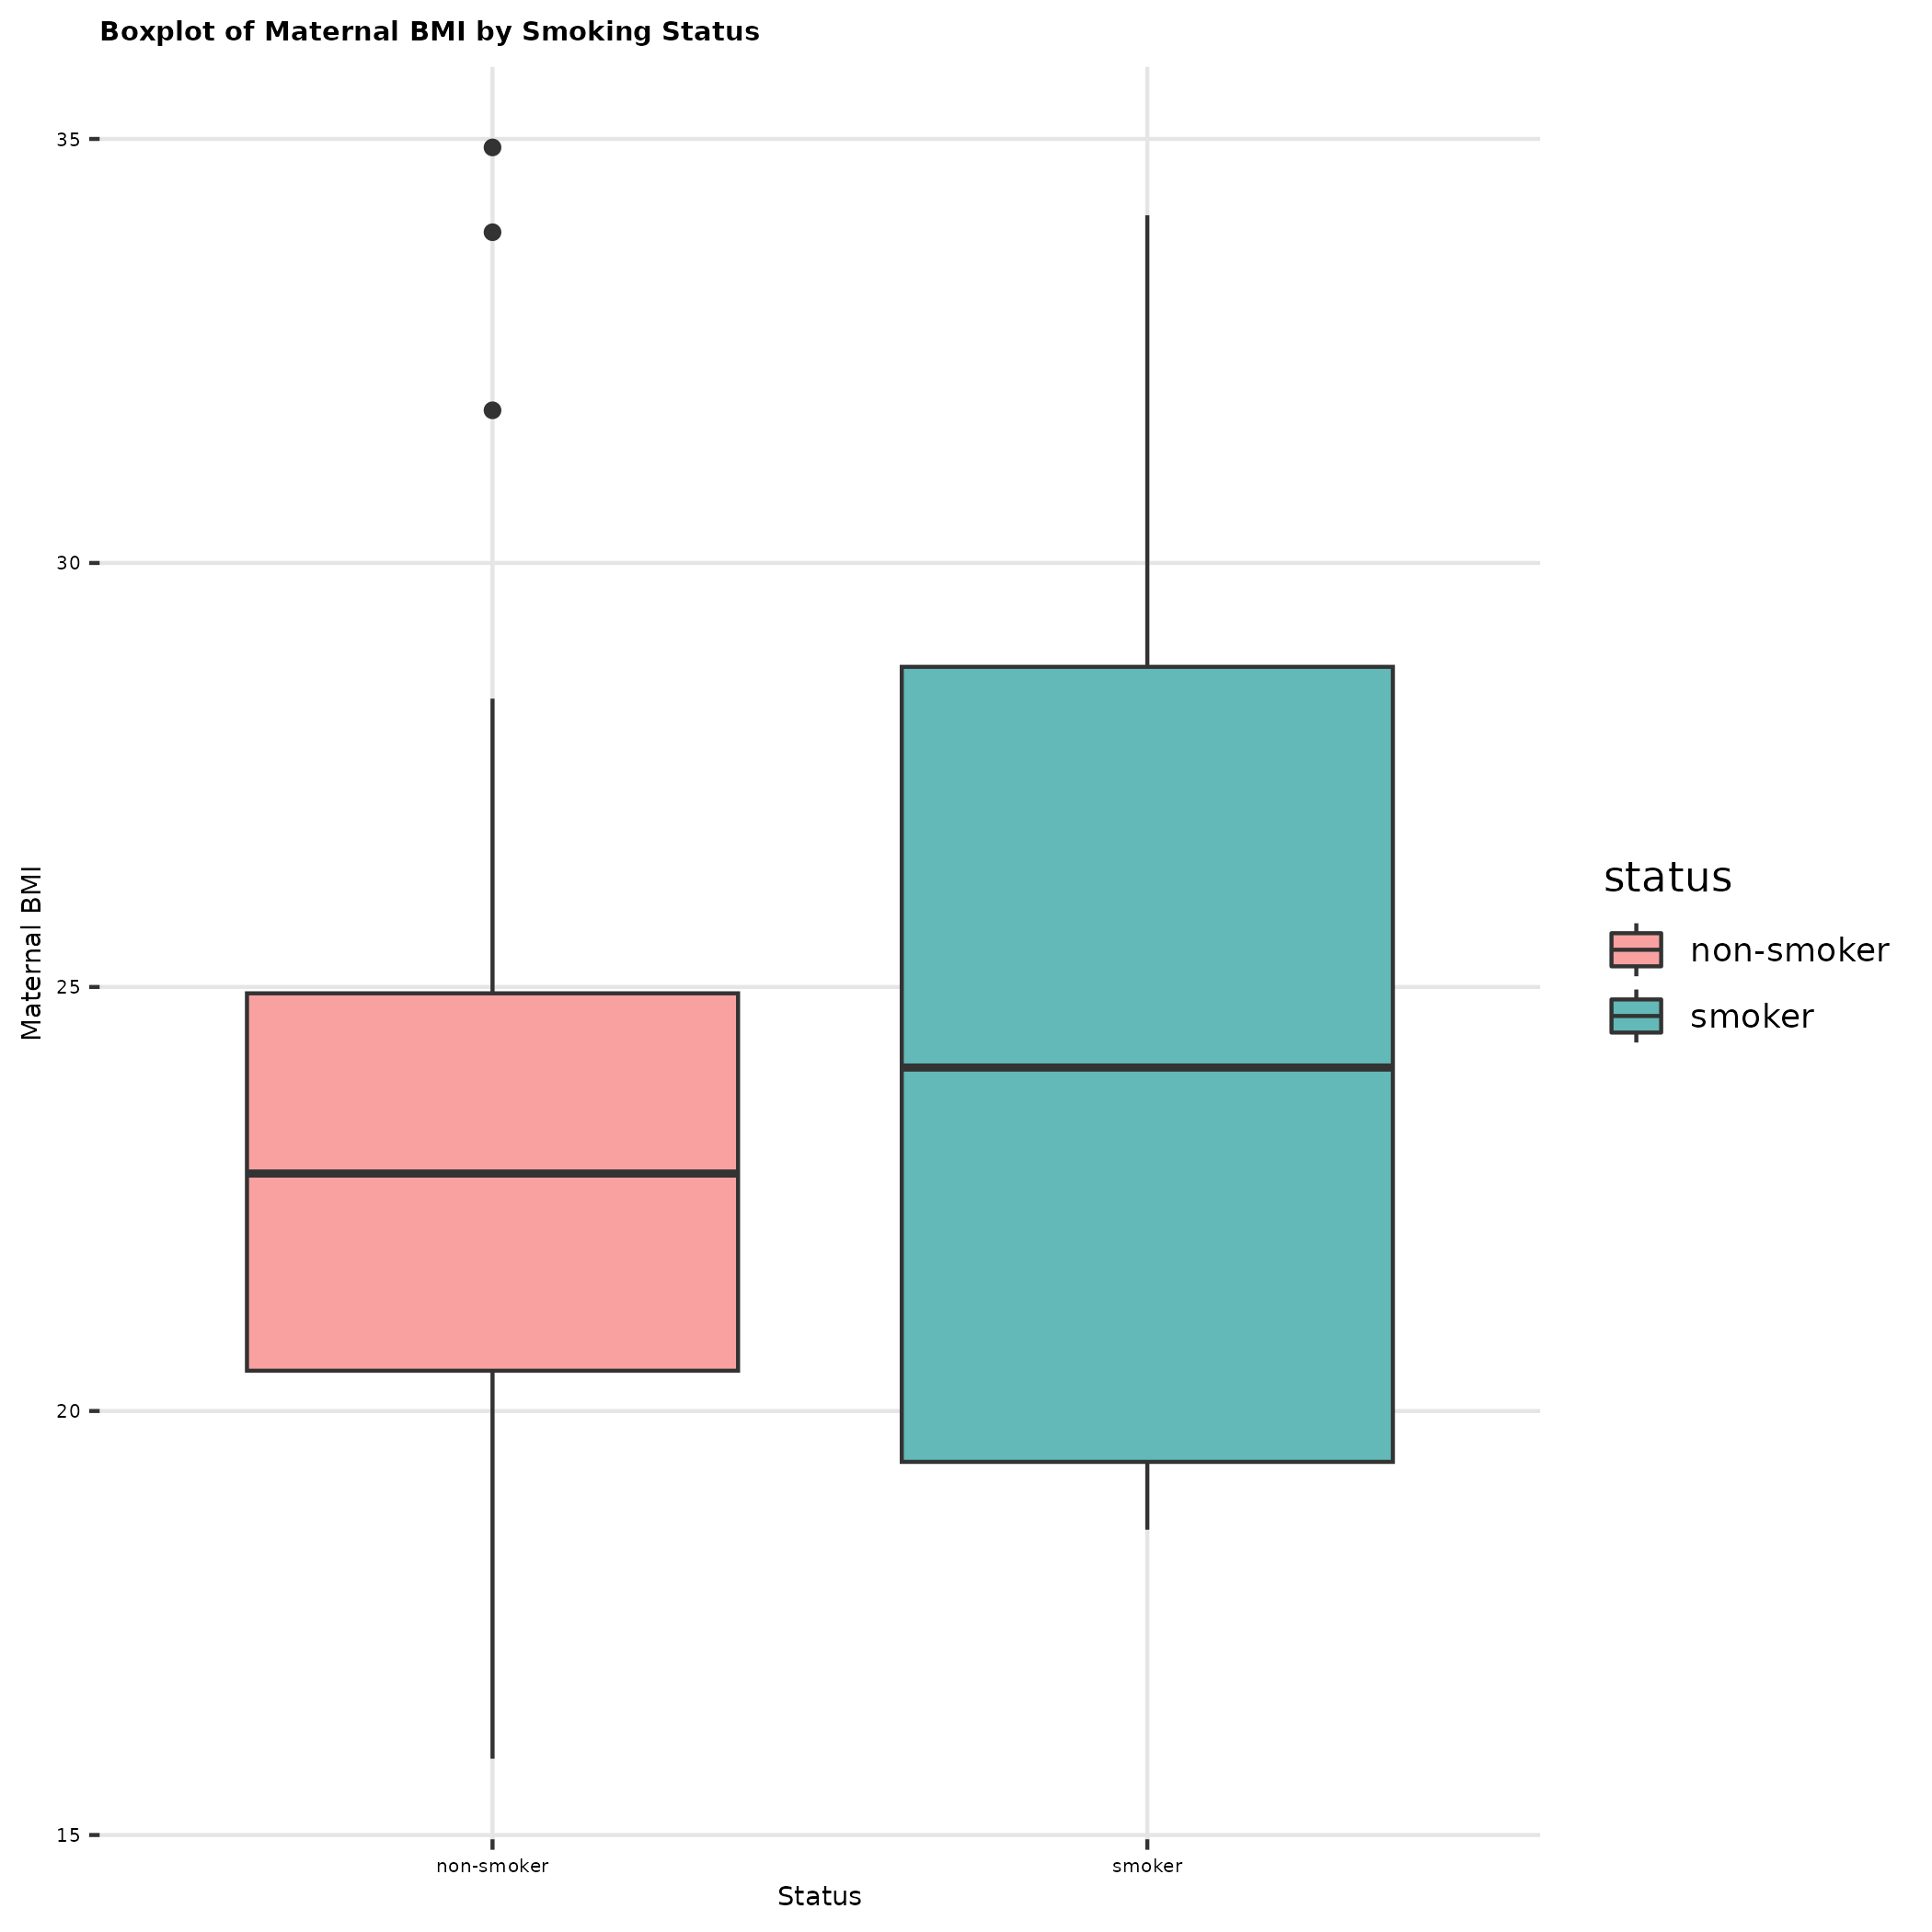 Boxplot of Maternal BMI by Smoking Status
35
30
25
20
15
Maternal BMI
non-smoker
smoker
Status
status
non-smoker
smoker